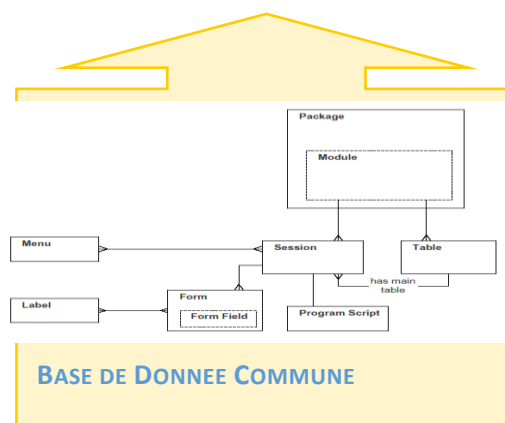 Package
Module
Menu
Session
Table
has main
table
Form
Label
Form Field
Program Script
BASE DE DONNEE COMMUNE